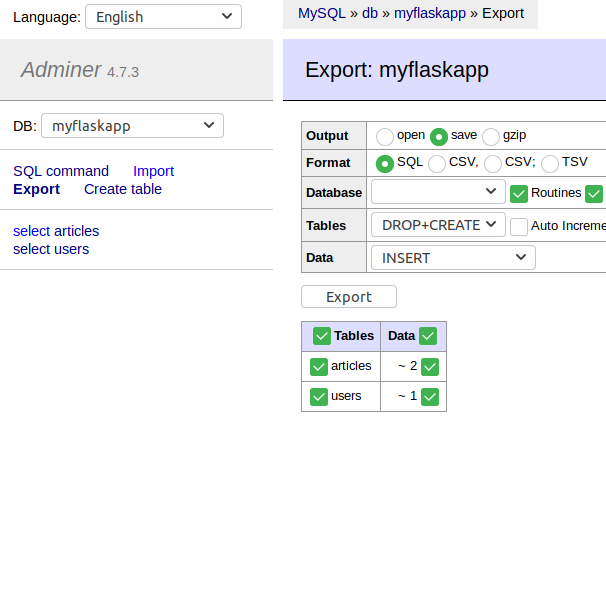 Language: English
MySQL » db » myflaskapp » Export
Adminer 4.7.3
Export: myflaskapp
DB: myflaskapp
SQL command Import
Export Create table
select articles
select users
Output open save gzip
Format SQL CSV, CSV; TSV
Database Routines
Tables DROP+CREATE Auto Increme
Data INSERT
Export
Tables Data
articles ~ 2
users ~ 1